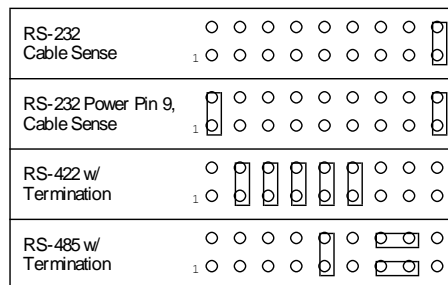 RS-232
Cable Sense
1
RS-232 Power Pin 9,
Cable Sense
1
RS-422 w/
Termination
1
RS-485 w/
Termination
1